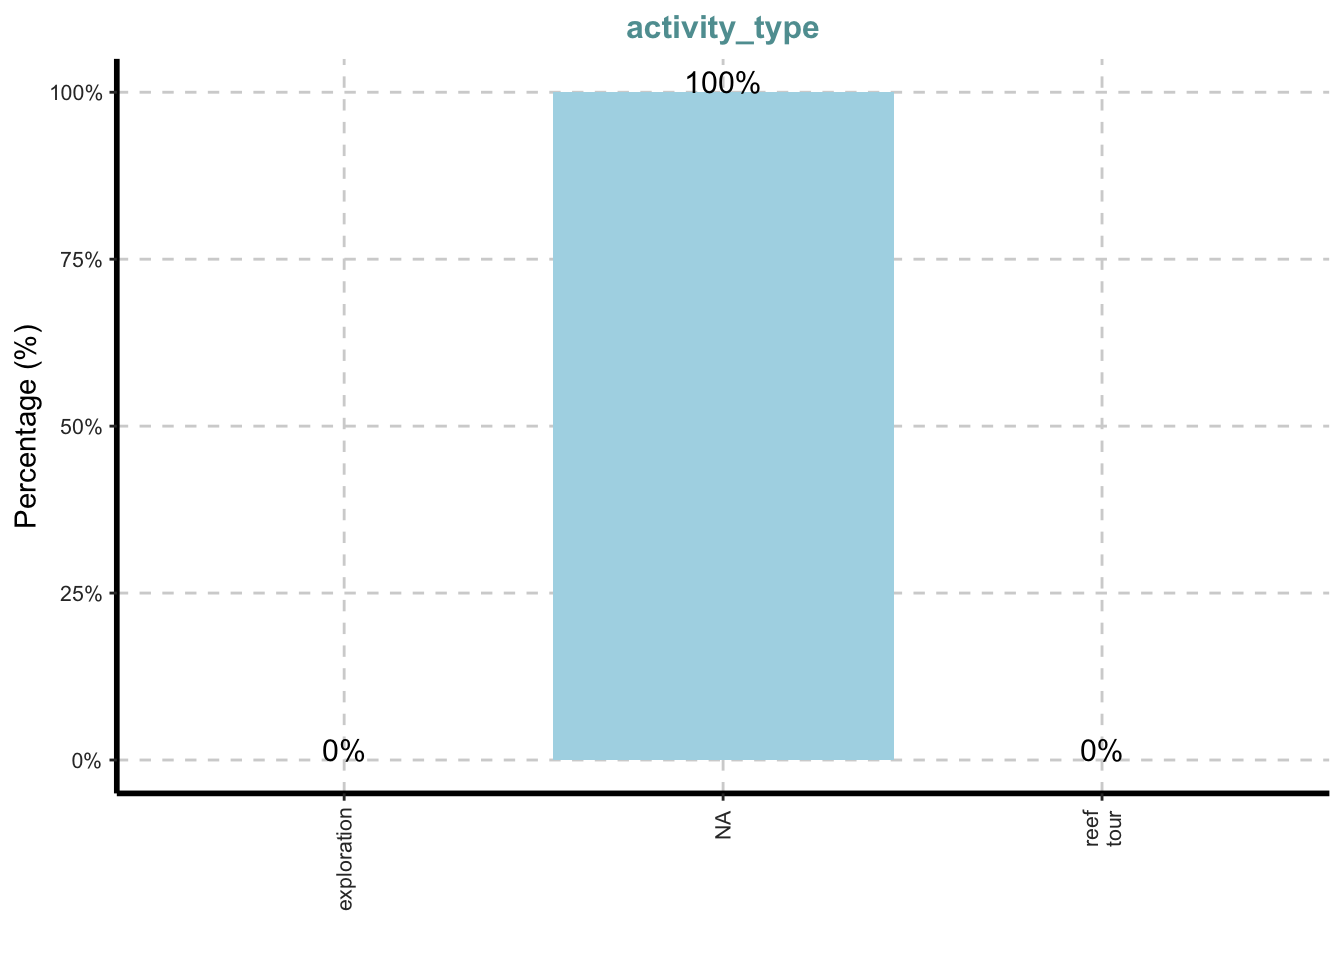 activity_type
100%
100%
75%
50%
25%
0%
0%
0%
Percentage (%)
exploration
NA
reef
tour